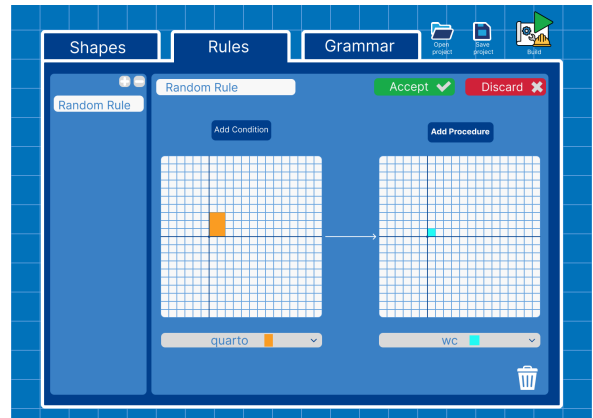 Shapes
Rules
Grammar
Open project
Save project
Build
Random Rule
Random Rule
Accept
Discard
Add Condition
Add Procedure
quarto
wc